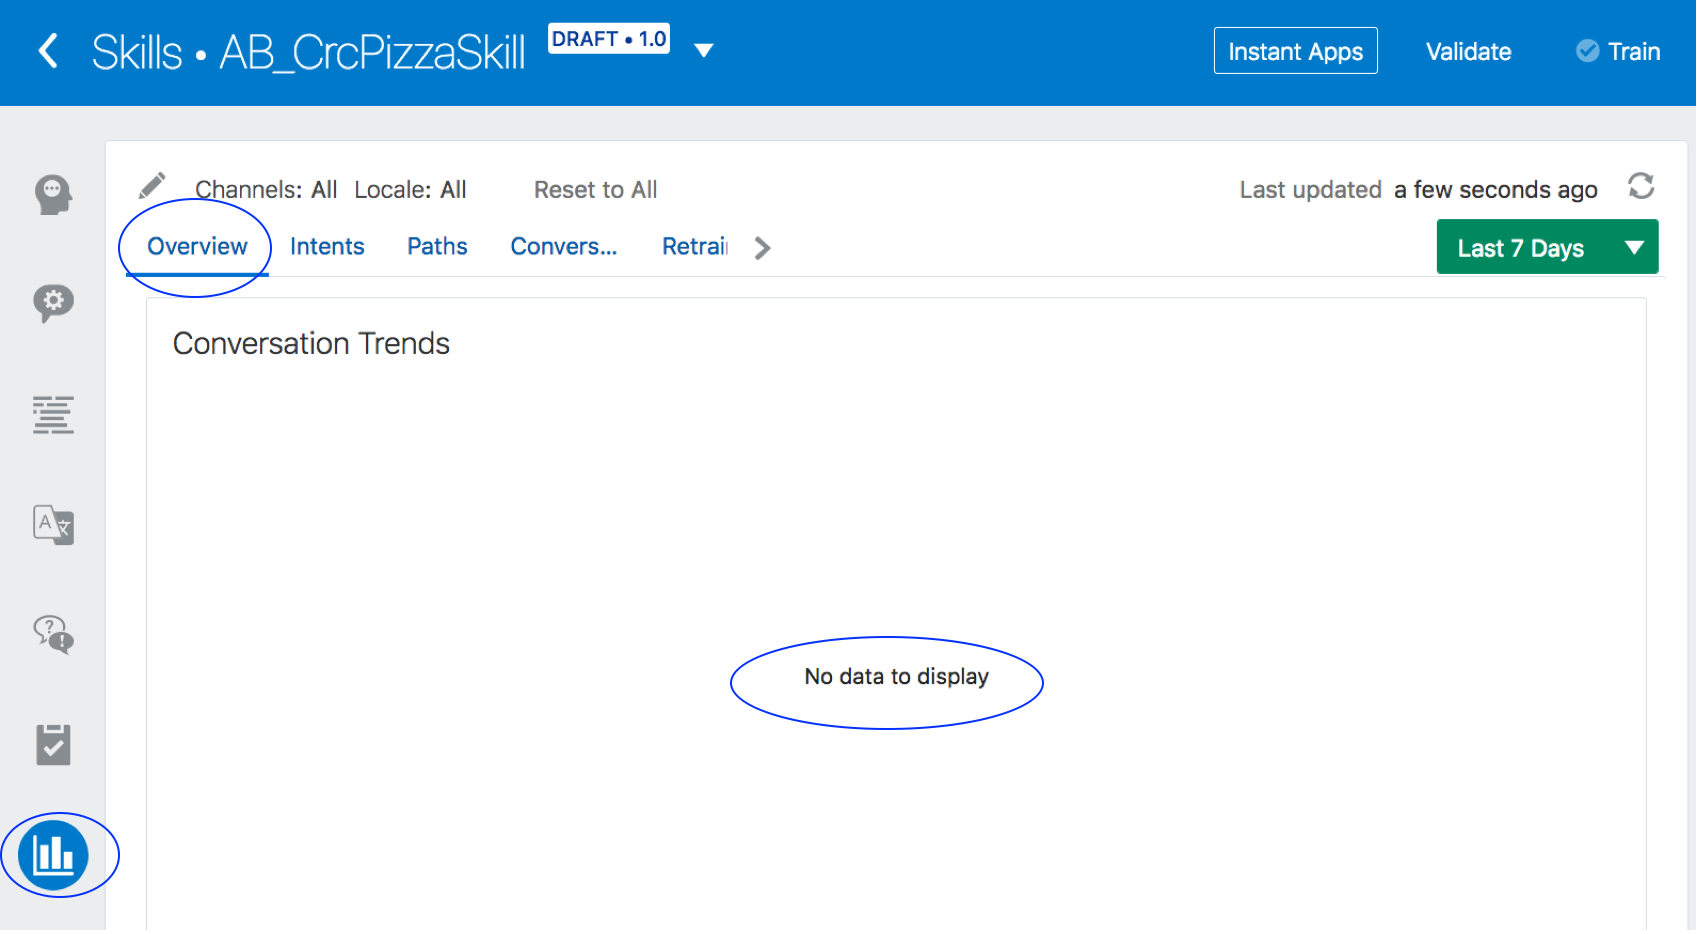 Skills • AB_CrcPizzaSkill DRAFT • 1.0 Instant Apps Validate Train
Channels: All Locale: All Reset to All Last updated a few seconds ago
Overview Intents Paths Convers... Retrai Last 7 Days
Conversation Trends
A 文
? !
No data to display